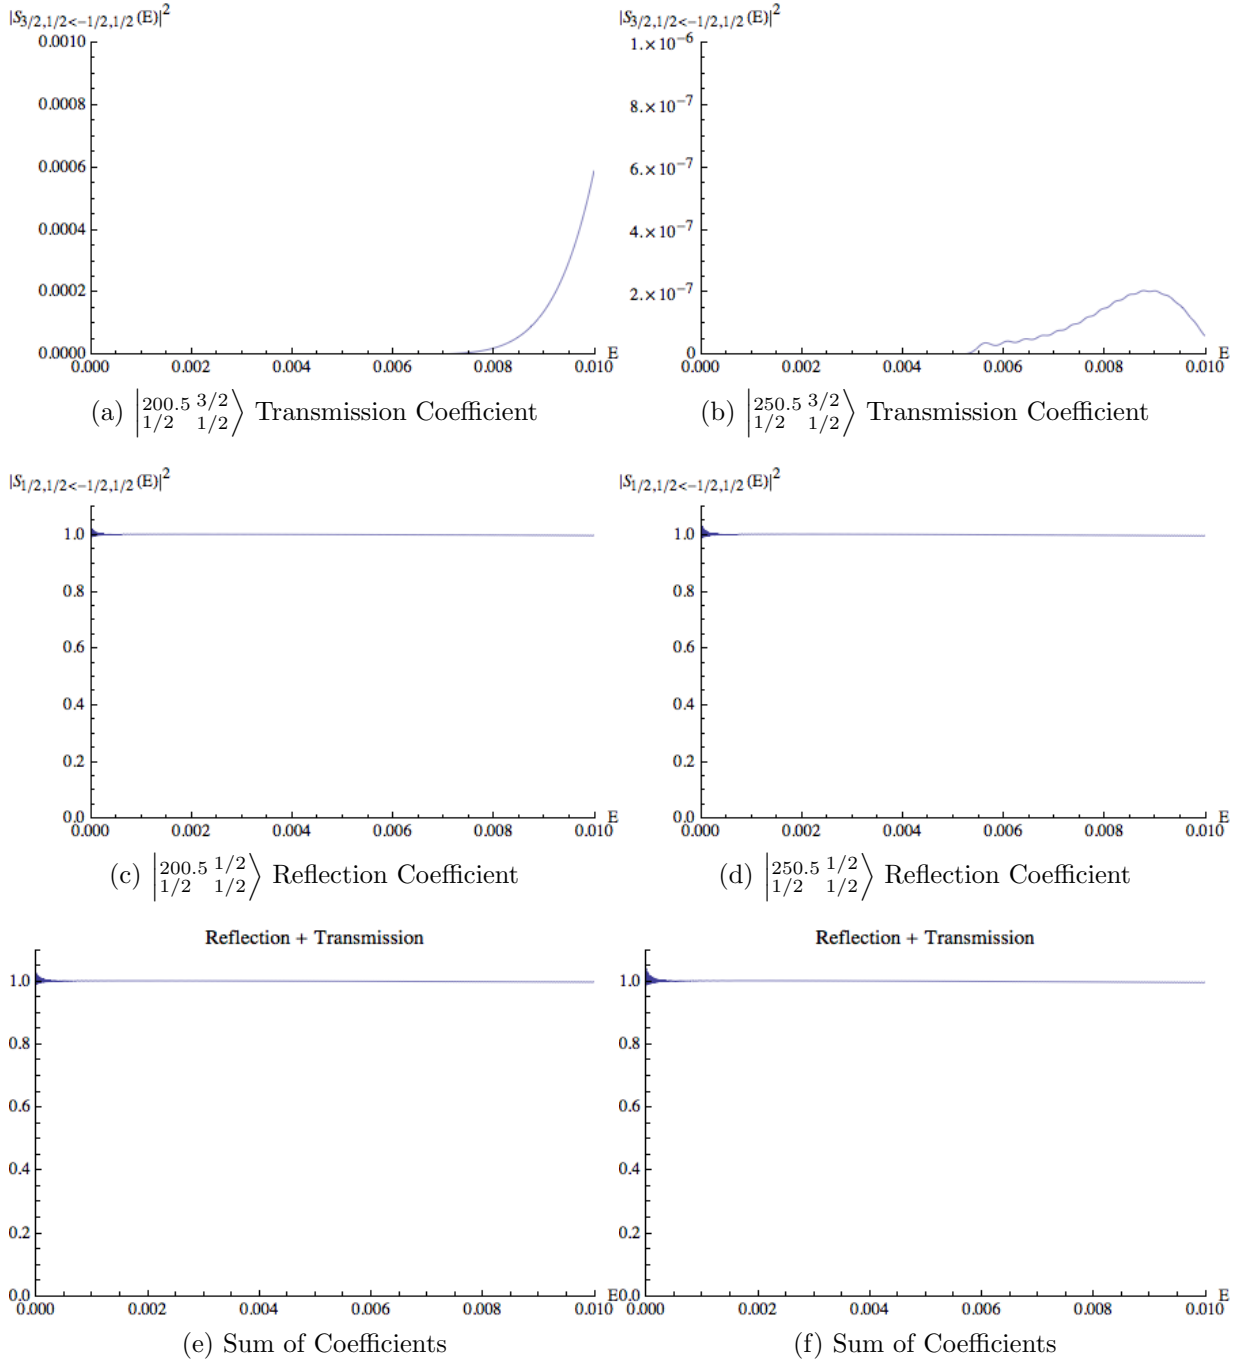 |S3/2,1/2<−1/2,1/2 (E)|²
0.0010
0.0008
0.0006
0.0004
0.0002
0.0000
0.000 0.002 0.004 0.006 0.008 0.010 E
(a) |200.5 3/2 1/2 1/2⟩ Transmission Coefficient
|S3/2,1/2<−1/2,1/2 (E)|²
1.×10⁻⁶
8.×10⁻⁷
6.×10⁻⁷
4.×10⁻⁷
2.×10⁻⁷
0
0.000 0.002 0.004 0.006 0.008 0.010 E
(b) |250.5 3/2 1/2 1/2⟩ Transmission Coefficient
|S1/2,1/2<−1/2,1/2 (E)|²
1.0
0.8
0.6
0.4
0.2
0.0
0.000 0.002 0.004 0.006 0.008 0.010 E
(c) |200.5 1/2 1/2 1/2⟩ Reflection Coefficient
|S1/2,1/2<−1/2,1/2 (E)|²
1.0
0.8
0.6
0.4
0.2
0.0
0.000 0.002 0.004 0.006 0.008 0.010 E
(d) |250.5 1/2 1/2 1/2⟩ Reflection Coefficient
Reflection + Transmission
1.0
0.8
0.6
0.4
0.2
0.0
0.000 0.002 0.004 0.006 0.008 0.010 E
(e) Sum of Coefficients
Reflection + Transmission
1.0
0.8
0.6
0.4
0.2
0.0
0.000 0.002 0.004 0.006 0.008 0.010 E
(f) Sum of Coefficients